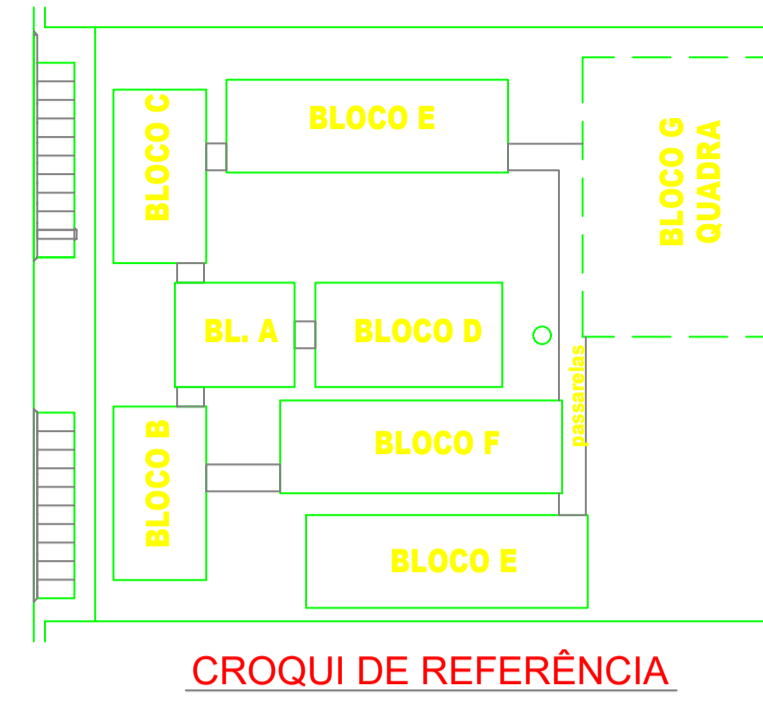 BLOCO C
BLOCO E
BLOCO G
QUADRA
BL. A
BLOCO D
passarelas
BLOCO B
BLOCO F
BLOCO E
CROQUI DE REFERÊNCIA